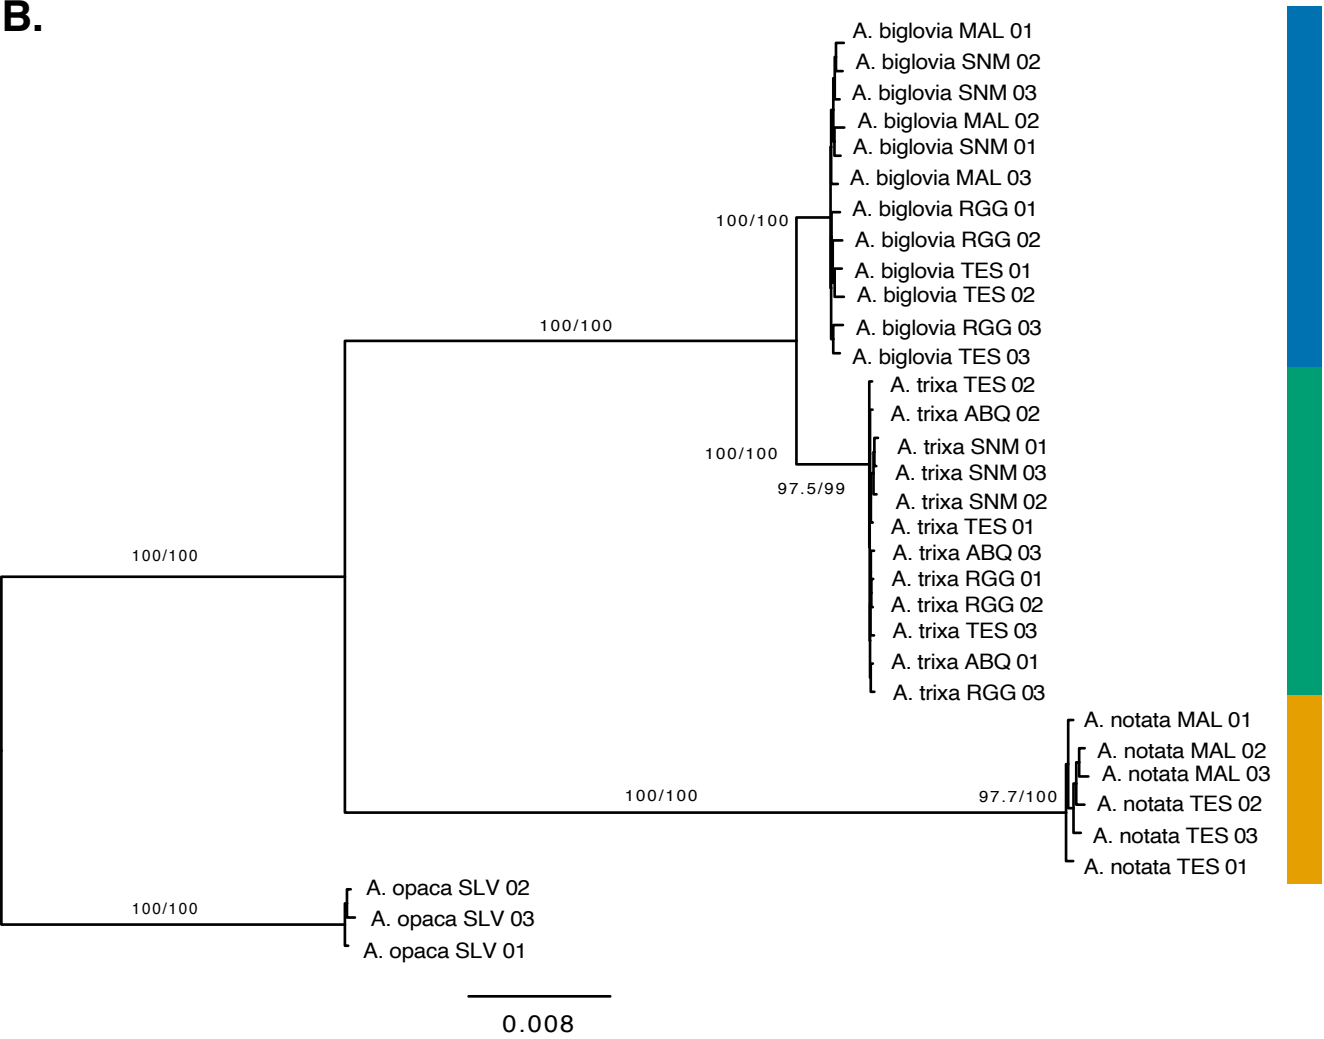 B.
A. biglovia MAL 01
A. biglovia SNM 02
A. biglovia SNM 03
A. biglovia MAL 02
A. biglovia SNM 01
A. biglovia MAL 03
A. biglovia RGG 01
100/100
A. biglovia RGG 02
A. biglovia TES 01
A. biglovia TES 02
100/100
A. biglovia RGG 03
A. biglovia TES 03
A. trixa TES 02
A. trixa ABQ 02
A. trixa SNM 01
100/100
A. trixa SNM 03
97.5/99
A. trixa SNM 02
A. trixa TES 01
A. trixa ABQ 03
100/100
A. trixa RGG 01
A. trixa RGG 02
A. trixa TES 03
A. trixa ABQ 01
A. trixa RGG 03
A. notata MAL 01
A. notata MAL 02
A. notata MAL 03
100/100
97.7/100
A. notata TES 02
A. notata TES 03
A. notata TES 01
A. opaca SLV 02
100/100
A. opaca SLV 03
A. opaca SLV 01
0.008